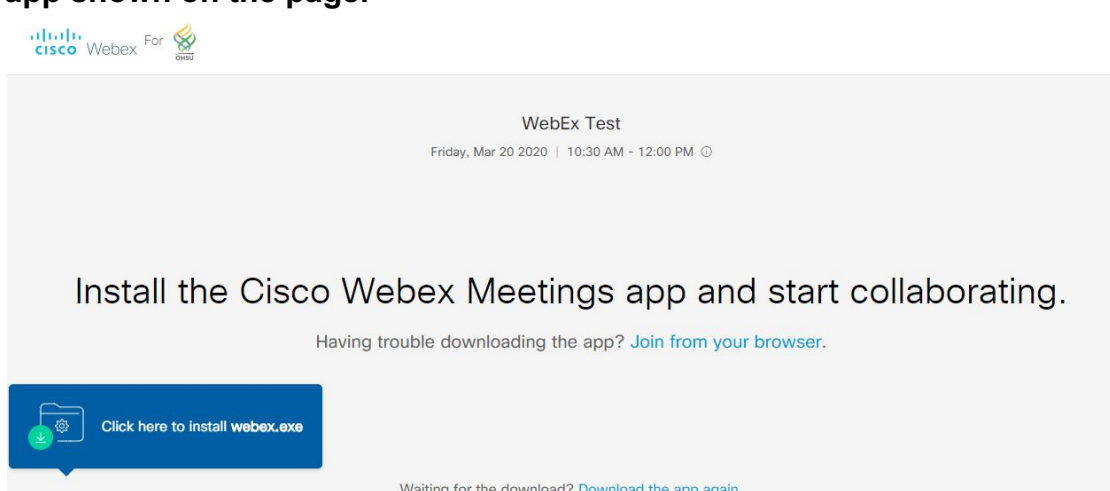 app shown on the page.
CISCO Webex For OHSU
WebEx Test
Friday, Mar 20 2020 | 10:30 AM - 12:00 PM
Install the Cisco Webex Meetings app and start collaborating.
Having trouble downloading the app? Join from your browser.
Click here to install webex.exe
Waiting for the download? Download the app again